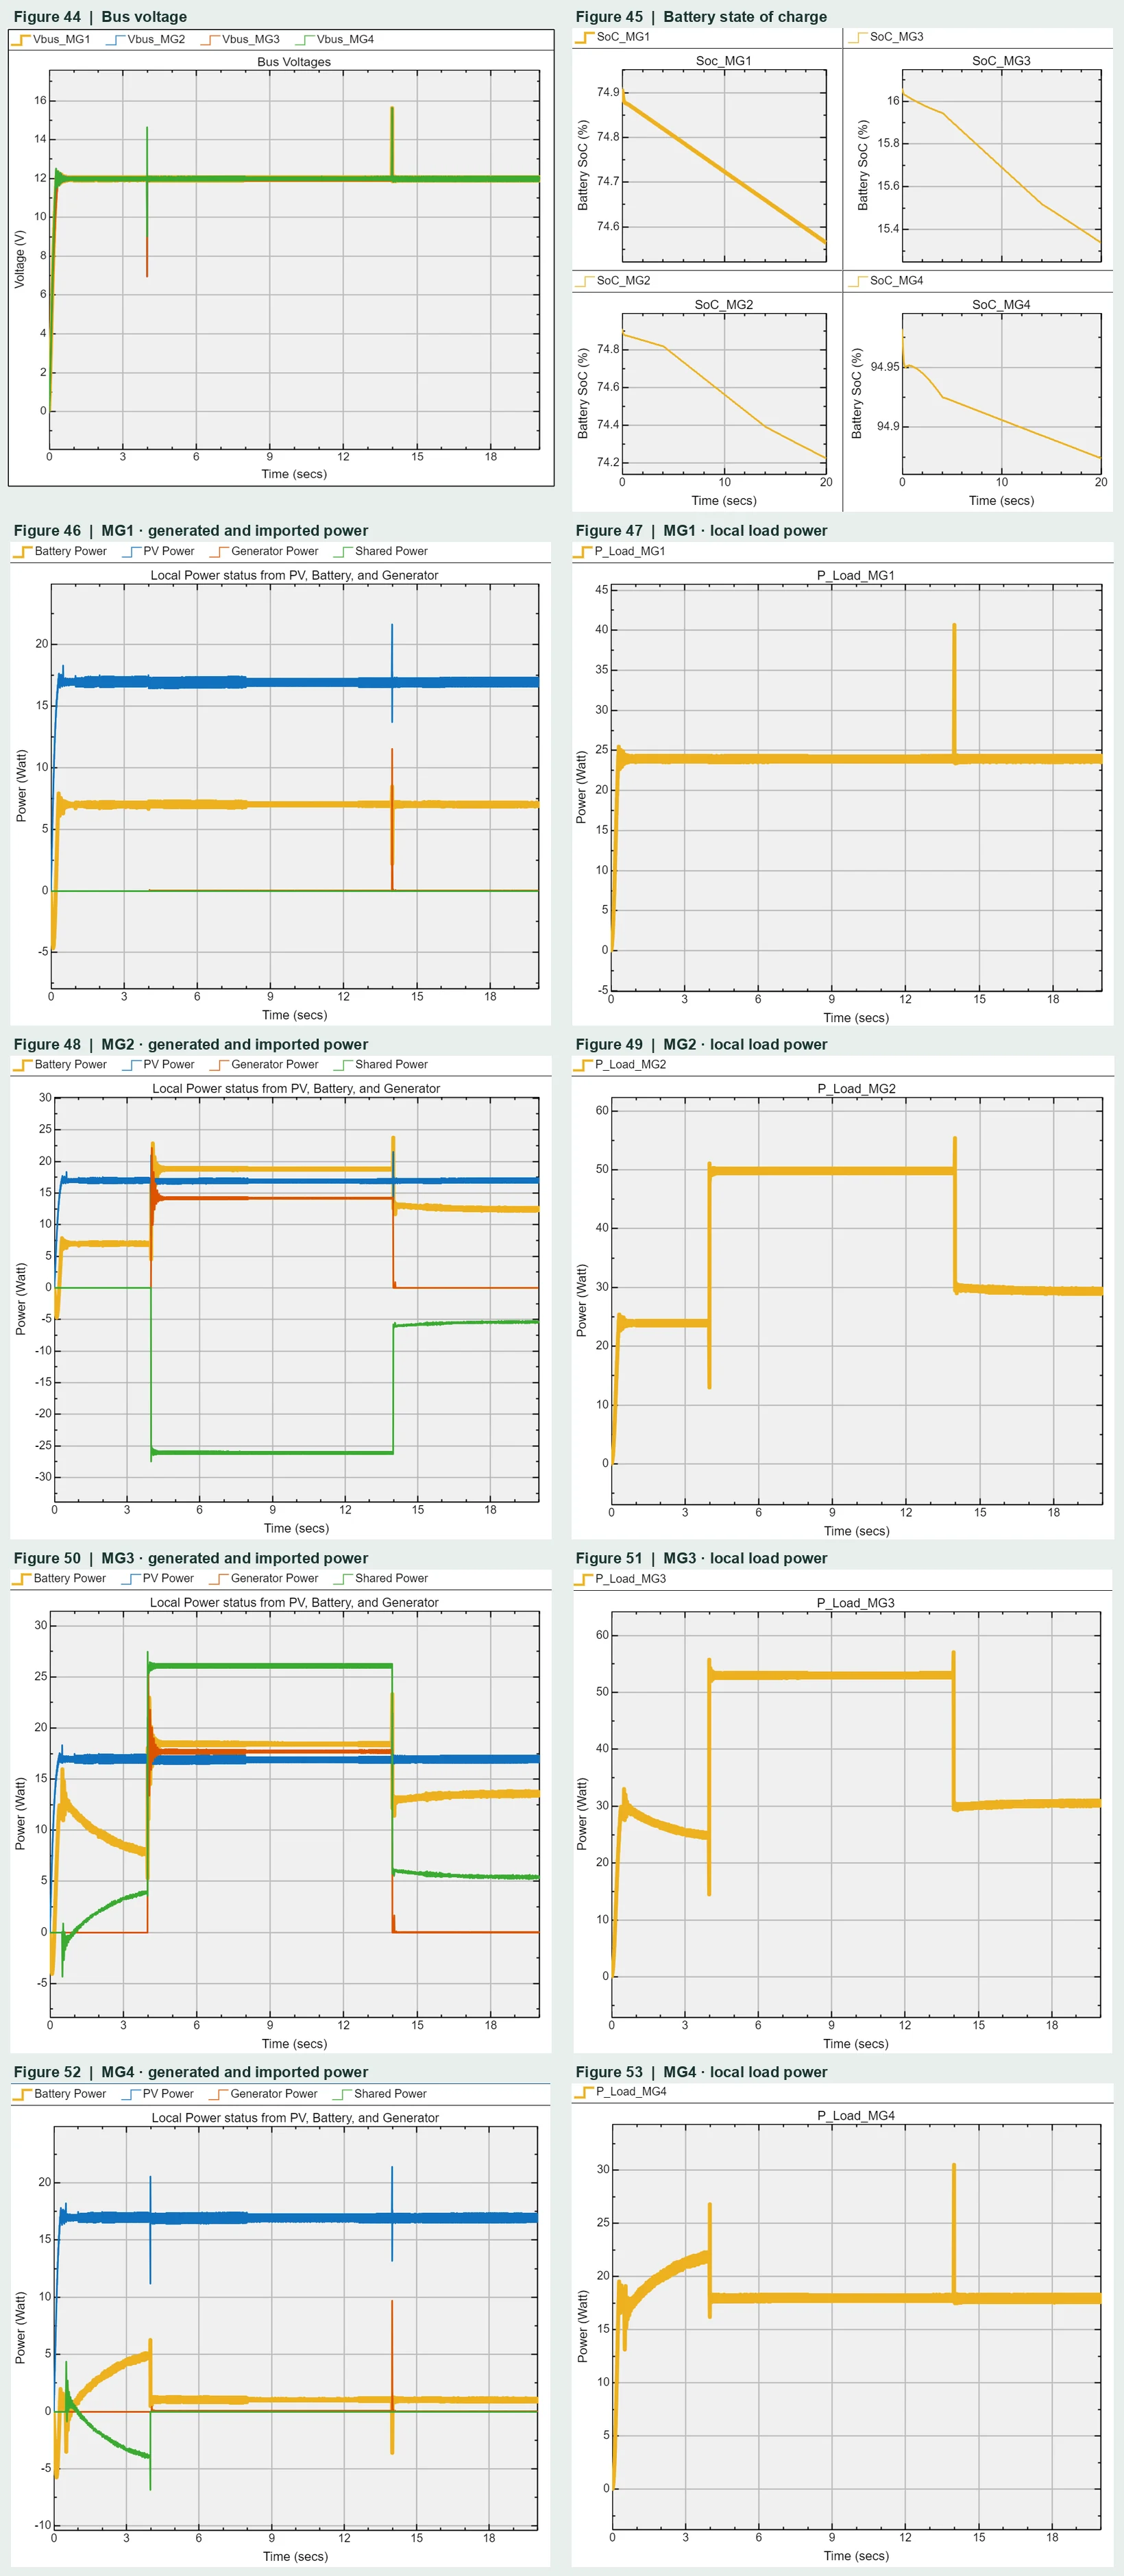 Figure 44 | Bus voltage
Vbus_MG1 Vbus_MG2 Vbus_MG3 Vbus_MG4
Bus Voltages
16
14
12
10
8
6
4
2
0
Voltage (V)
0 3 6 9 12 15 18
Time (secs)
Figure 45 | Battery state of charge
SoC_MG1
Soc_MG1
74.9
74.8
74.7
74.6
Battery SoC (%)
SoC_MG3
SoC_MG3
16
15.8
15.6
15.4
Battery SoC (%)
SoC_MG2
SoC_MG2
74.8
74.6
74.4
74.2
Battery SoC (%)
0 10 20
Time (secs)
SoC_MG4
SoC_MG4
94.95
94.9
Battery SoC (%)
0 10 20
Time (secs)
Figure 46 | MG1 · generated and imported power
Battery Power PV Power Generator Power Shared Power
Local Power status from PV, Battery, and Generator
20
15
10
5
0
-5
Power (Watt)
0 3 6 9 12 15 18
Time (secs)
Figure 47 | MG1 · local load power
P_Load_MG1
P_Load_MG1
45
40
35
30
25
20
15
10
5
0
-5
Power (Watt)
0 3 6 9 12 15 18
Time (secs)
Figure 48 | MG2 · generated and imported power
Battery Power PV Power Generator Power Shared Power
Local Power status from PV, Battery, and Generator
30
25
20
15
10
5
0
-5
-10
-15
-20
-25
-30
Power (Watt)
0 3 6 9 12 15 18
Time (secs)
Figure 49 | MG2 · local load power
P_Load_MG2
P_Load_MG2
60
50
40
30
20
10
0
Power (Watt)
0 3 6 9 12 15 18
Time (secs)
Figure 50 | MG3 · generated and imported power
Battery Power PV Power Generator Power Shared Power
Local Power status from PV, Battery, and Generator
30
25
20
15
10
5
0
-5
Power (Watt)
0 3 6 9 12 15 18
Time (secs)
Figure 51 | MG3 · local load power
P_Load_MG3
P_Load_MG3
60
50
40
30
20
10
0
Power (Watt)
0 3 6 9 12 15 18
Time (secs)
Figure 52 | MG4 · generated and imported power
Battery Power PV Power Generator Power Shared Power
Local Power status from PV, Battery, and Generator
20
15
10
5
0
-5
-10
Power (Watt)
0 3 6 9 12 15 18
Time (secs)
Figure 53 | MG4 · local load power
P_Load_MG4
P_Load_MG4
30
25
20
15
10
5
0
Power (Watt)
0 3 6 9 12 15 18
Time (secs)